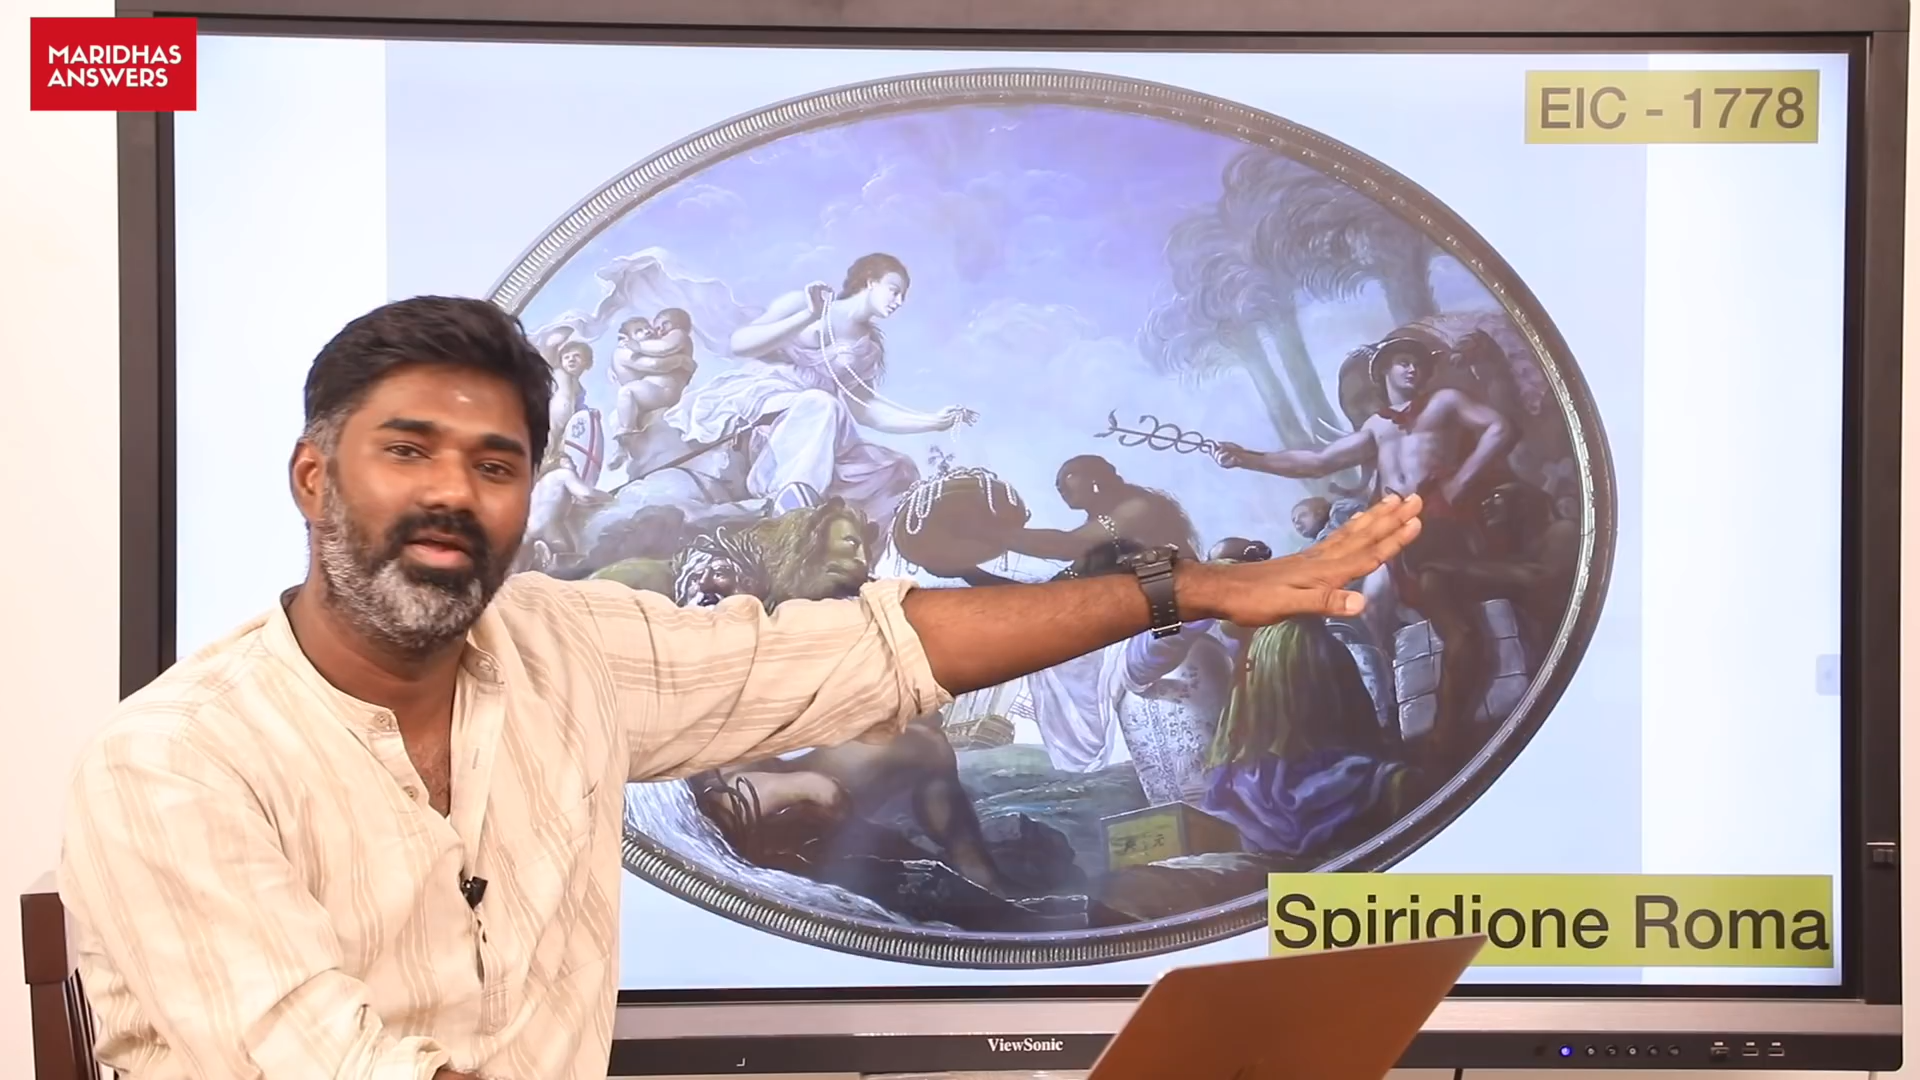 MARIDHAS
ANSWERS
EIC - 1778
Spiridione Roma
ViewSonic